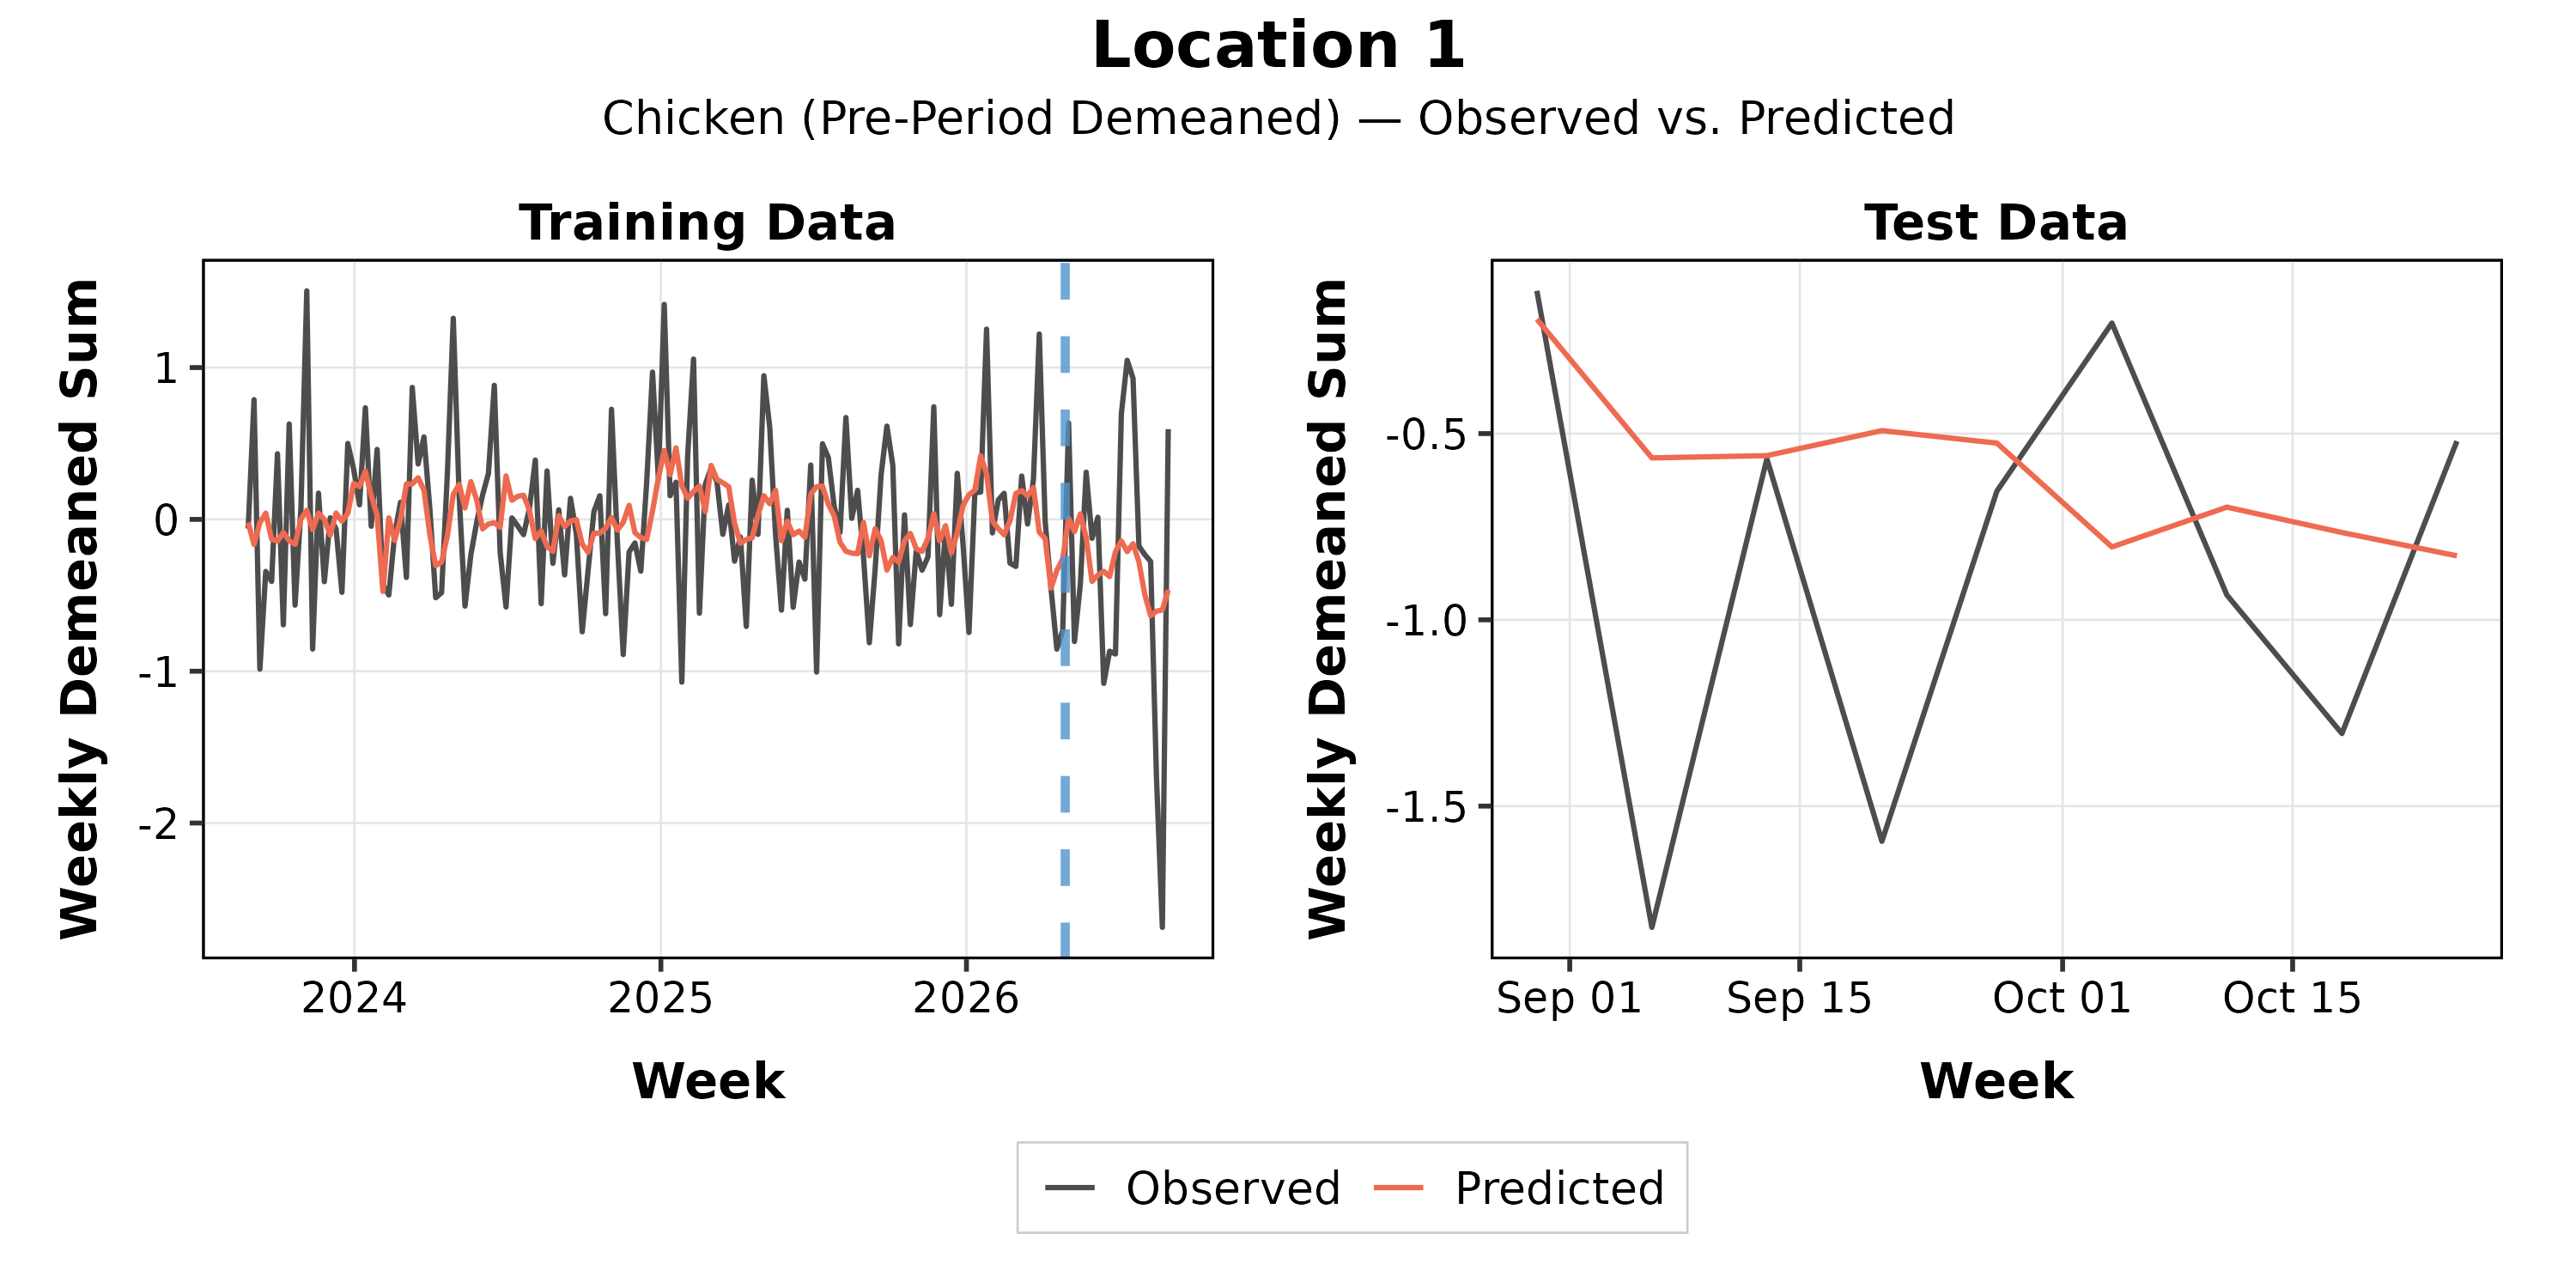 Location 1
Chicken (Pre-Period Demeaned) — Observed vs. Predicted
Training Data
Weekly Demeaned Sum
1
0
-1
-2
2024 2025 2026
Week
Test Data
Weekly Demeaned Sum
-0.5
-1.0
-1.5
Sep 01 Sep 15 Oct 01 Oct 15
Week
Observed Predicted